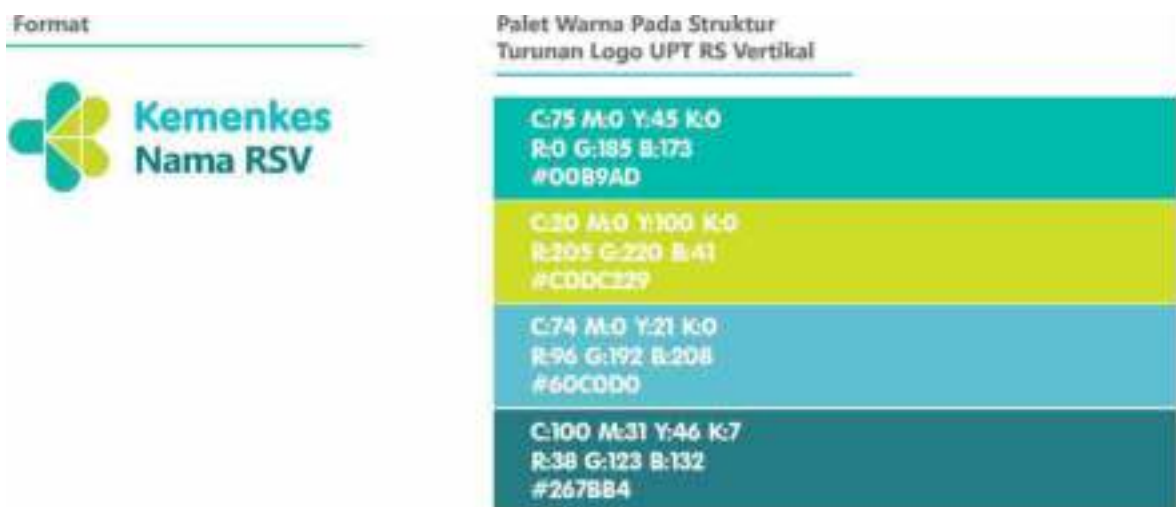 Format
Kemenkes
Nama RSV
Palet Warna Pada Struktur
Turunan Logo UPT RS Vertikal
C:75 M:0 Y:45 K:0
R:0 G:185 B:173
#00B9AD
C:20 M:0 Y:100 K:0
R:205 G:220 B:41
#CDDC229
C:74 M:0 Y:21 K:0
R:96 G:192 B:208
#60C0D0
C:100 M:31 Y:46 K:7
R:38 G:123 B:132
#267BB4